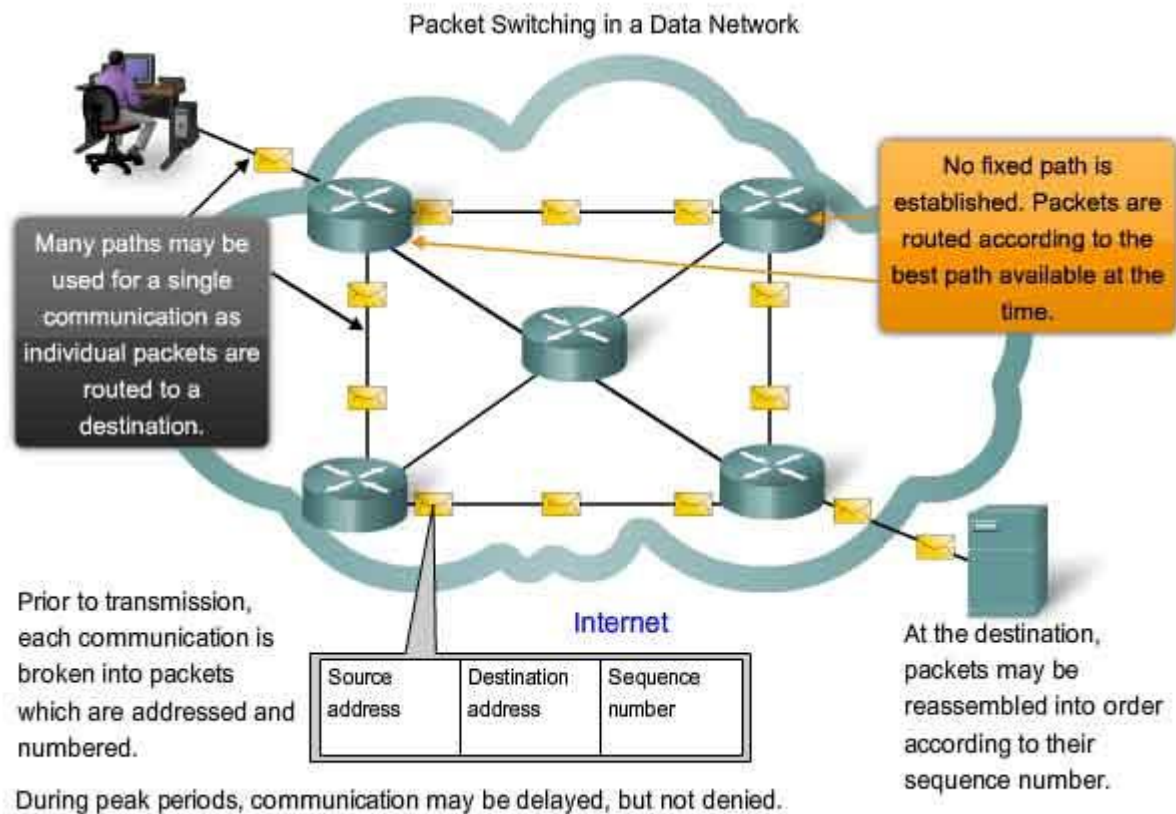 Packet Switching in a Data Network
Many paths may be
used for a single
communication as
individual packets are
routed to a
destination.
No fixed path is
established. Packets are
routed according to the
best path available at the
time.
Prior to transmission,
each communication is
broken into packets
which are addressed and
numbered.
Internet
Source
address
Destination
address
Sequence
number
At the destination,
packets may be
reassembled into order
according to their
sequence number.
During peak periods, communication may be delayed, but not denied.